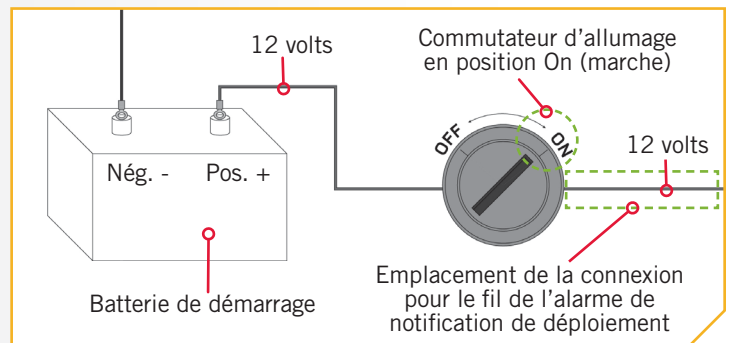 12 volts
Commutateur d’allumage
en position On (marche)
OFF
ON
12 volts
Nég. -
Pos. +
Batterie de démarrage
Emplacement de la connexion
pour le fil de l’alarme de
notification de déploiement